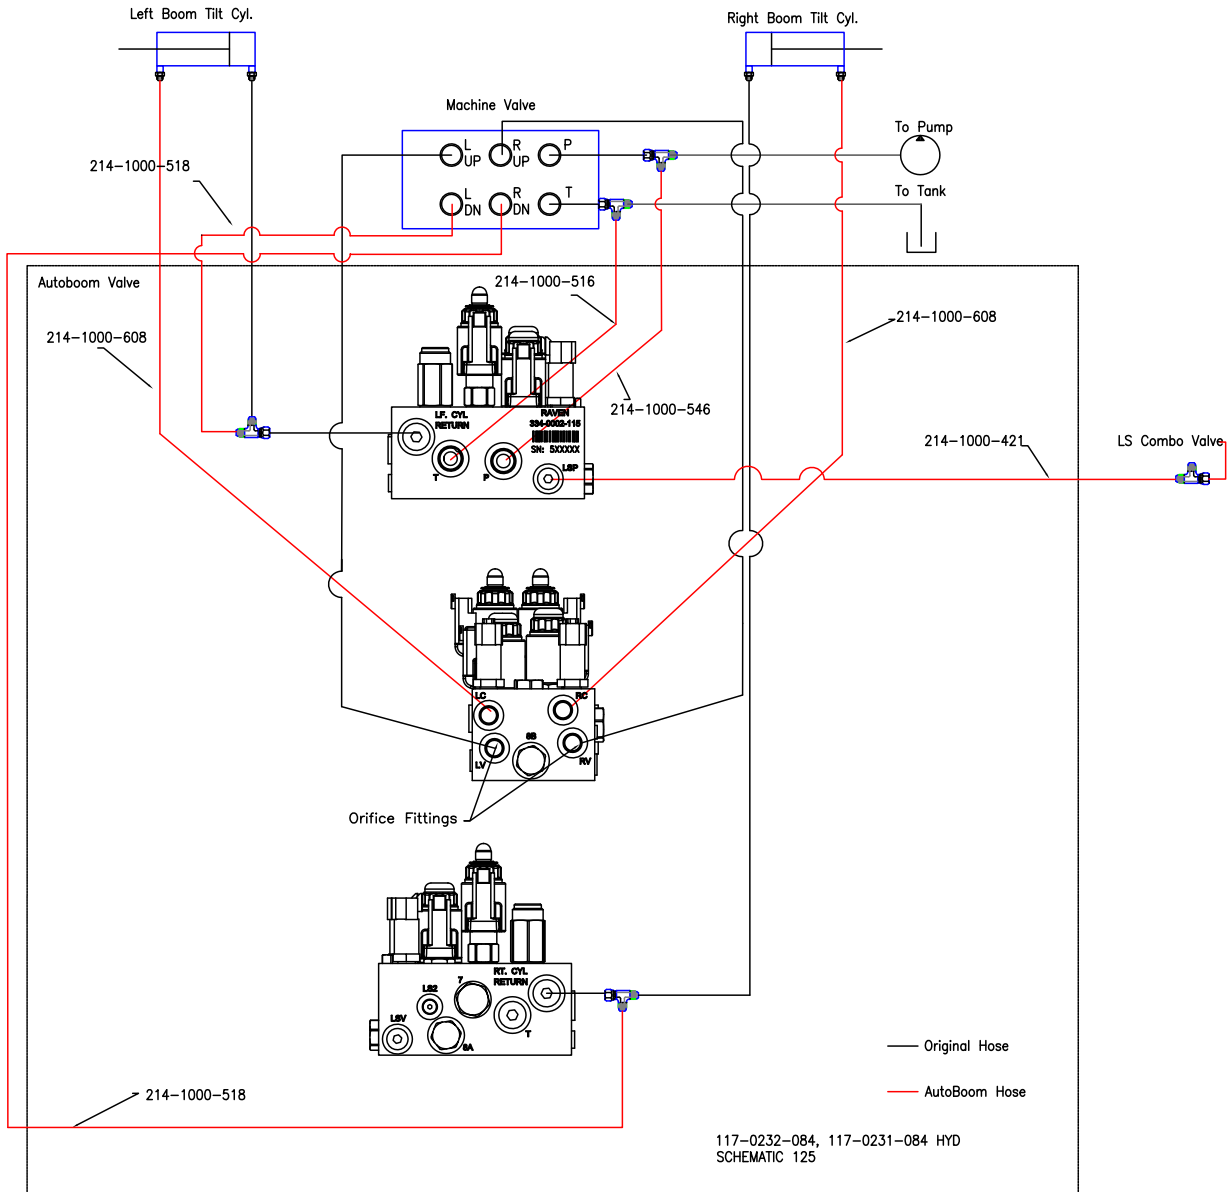 Left Boom Tilt Cyl.
Right Boom Tilt Cyl.
Machine Valve
L UP
R UP
P
To Pump
214-1000-518
L DN
R DN
T
To Tank
Autoboom Valve
214-1000-516
214-1000-608
214-1000-608
214-1000-546
LF. CYL
RETURN
RAVEN
334-0002-115
SN: 5XXXXX
T
P
LSP
214-1000-421
LS Combo Valve
LC
RC
8B
LV
RV
Orifice Fittings
RT. CYL
RETURN
7
LS2
LSV
8A
T
Original Hose
AutoBoom Hose
214-1000-518
117-0232-084, 117-0231-084 HYD
SCHEMATIC 125